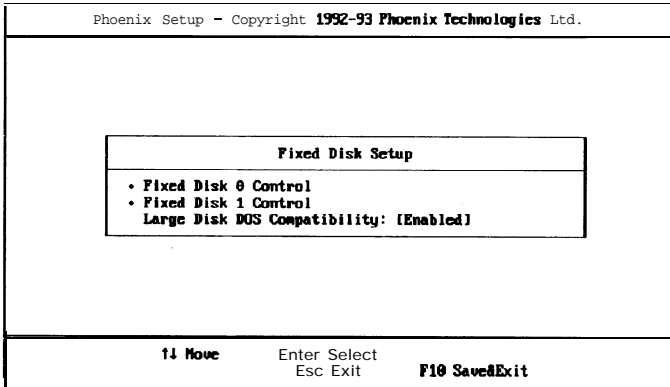 Phoenix Setup - Copyright 1992-93 Phoenix Technologies Ltd.
Fixed Disk Setup
• Fixed Disk 0 Control
• Fixed Disk 1 Control
Large Disk DOS Compatibility: [Enabled]
↑↓ Move Enter Select
Esc Exit F10 Save&Exit